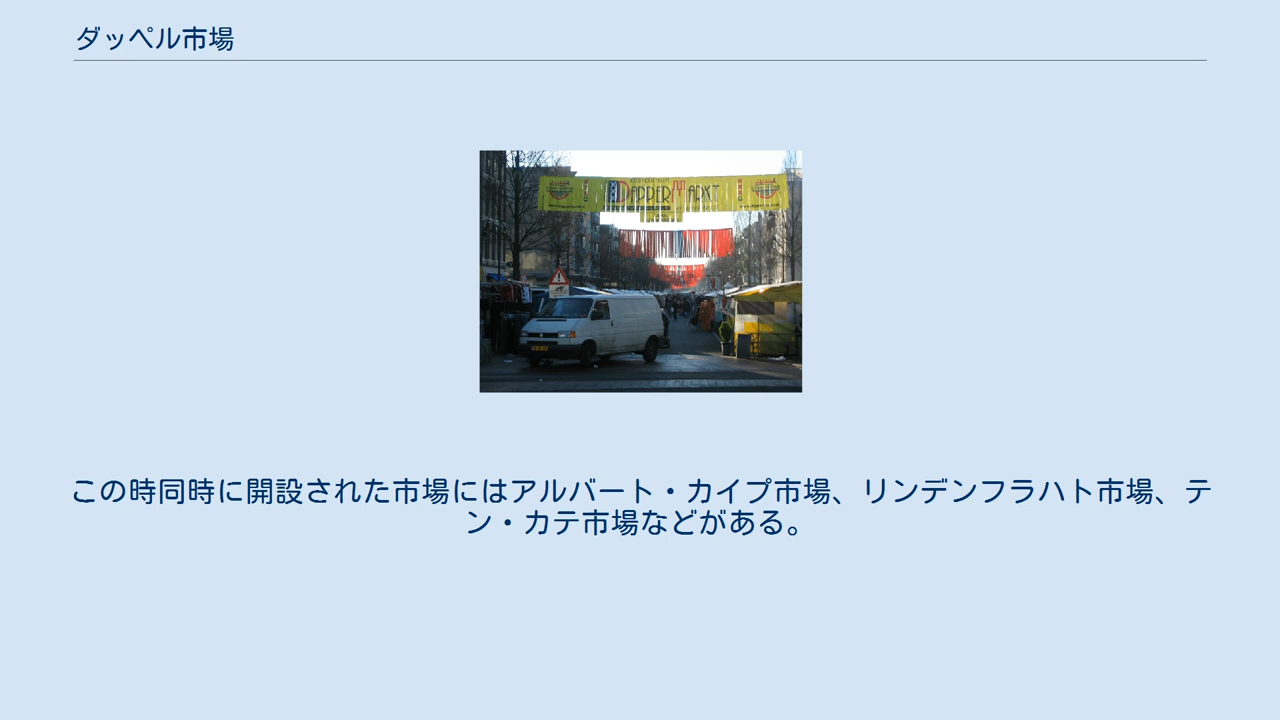 ダッペル市場
DAPPERMARKT
この時同時に開設された市場にはアルバート・カイプ市場、リンデンフラハト市場、テ
ン・カテ市場などがある。